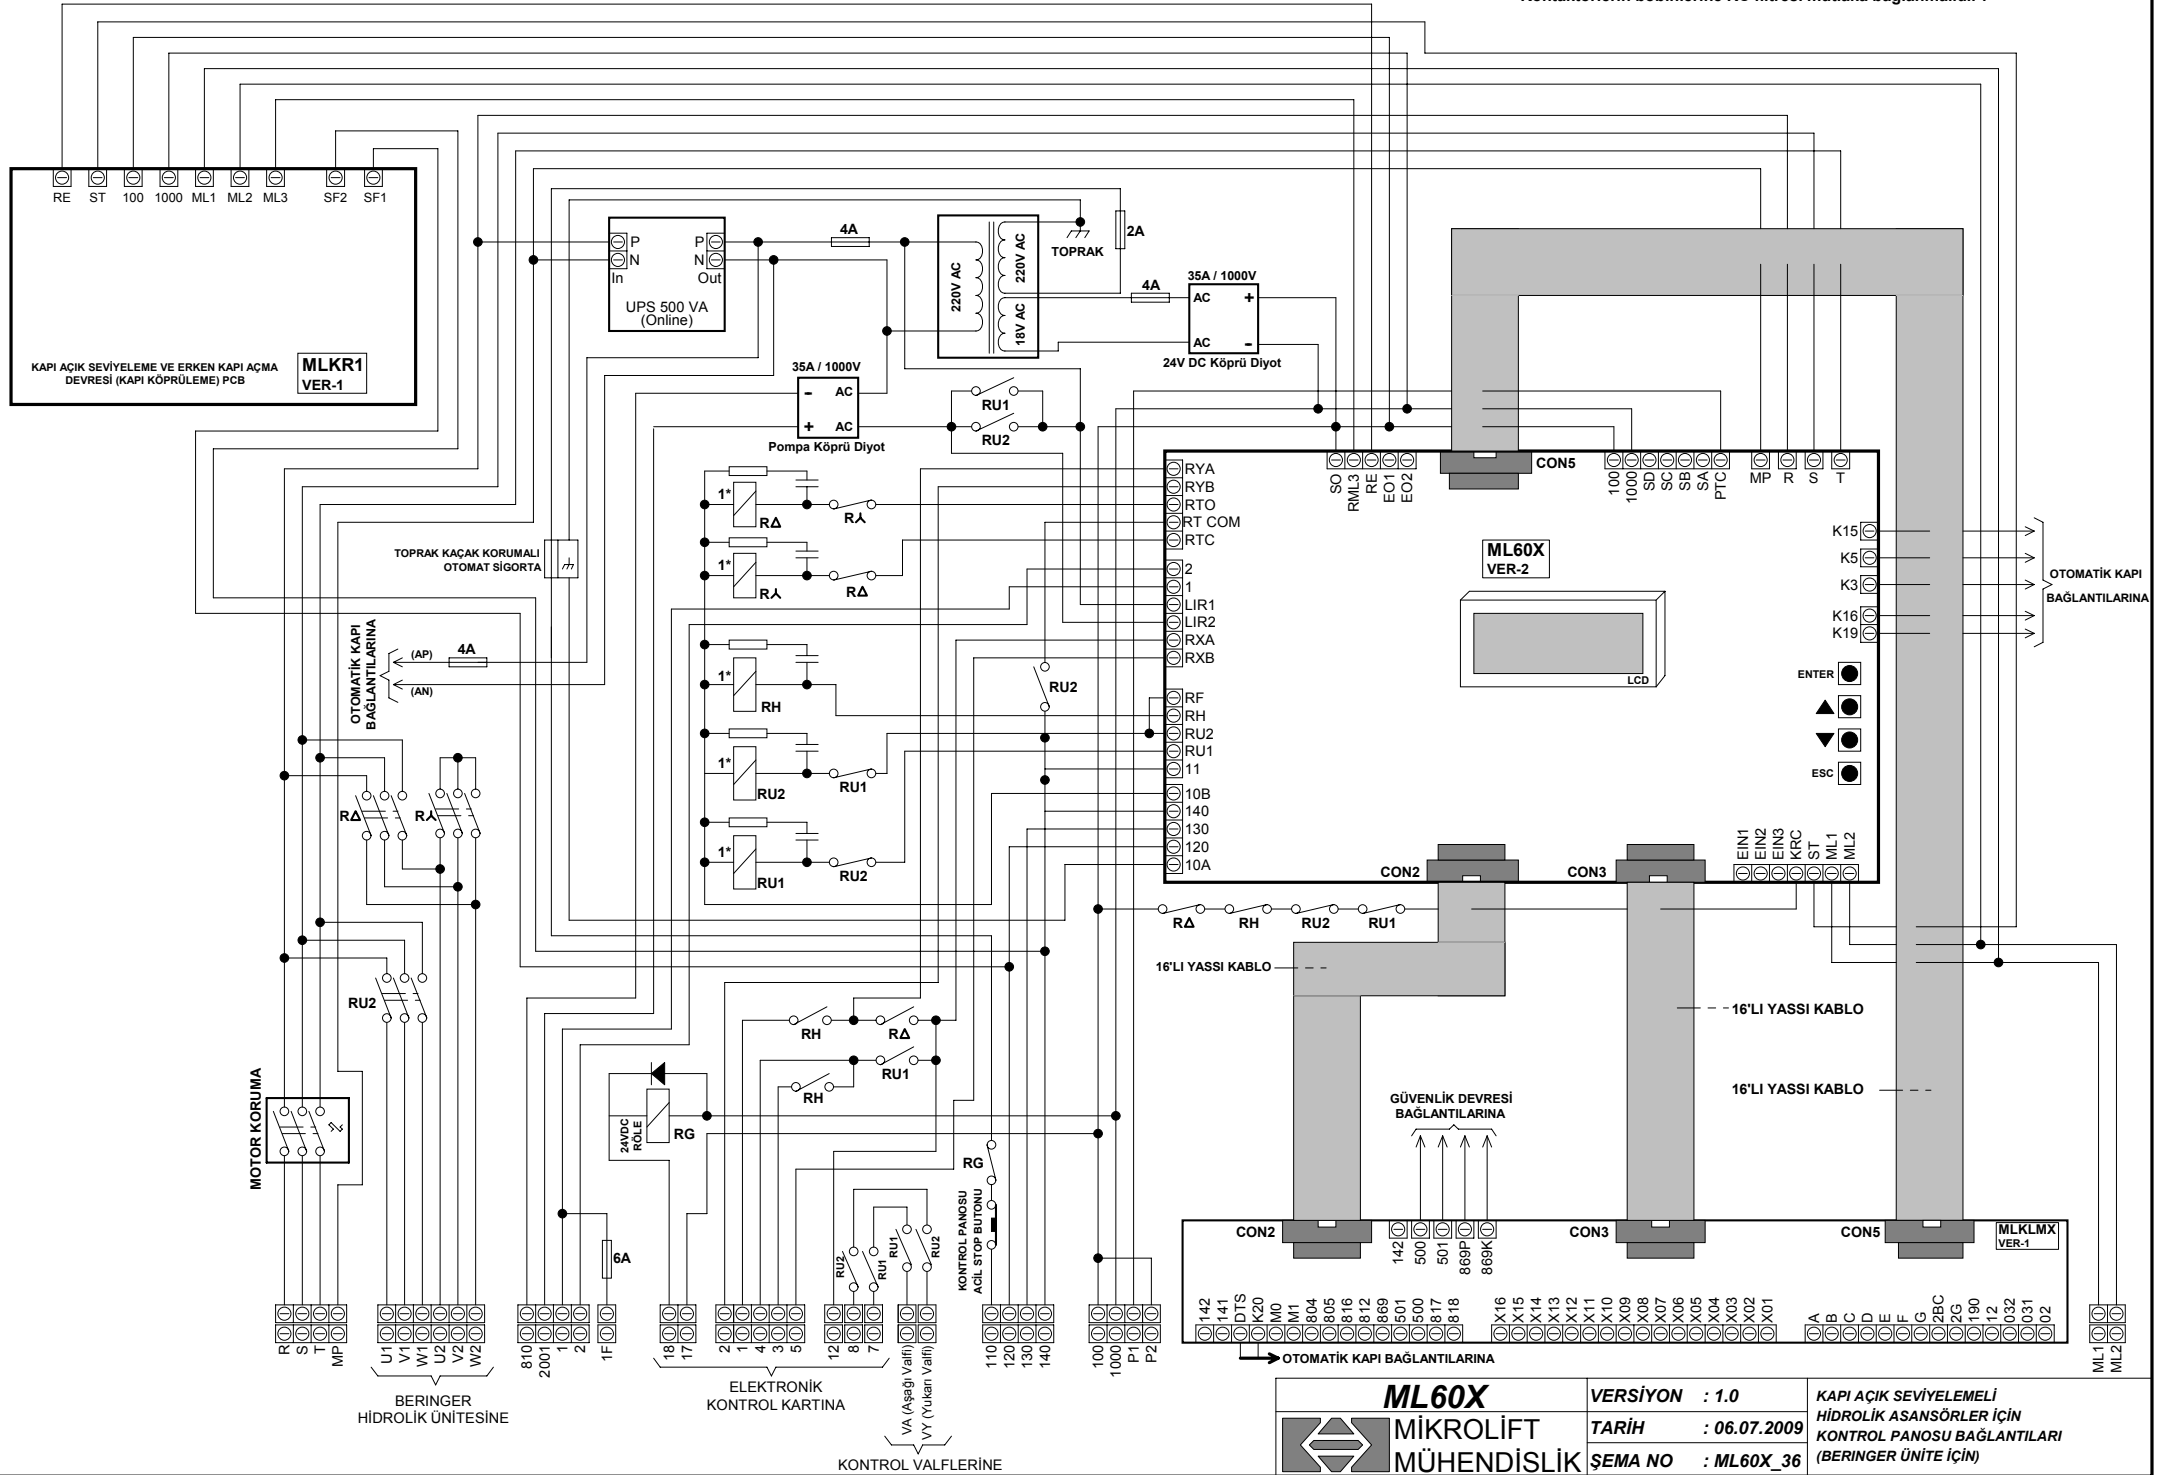 RE ST 100 1000 ML1 ML2 ML3 SF2 SF1
KAPI AÇIK SEVİYELEME VE ERKEN KAPI AÇMA
DEVRESİ (KAPI KÖPRÜLEME) PCB
MLKR1
VER-1
P
N
In
P
N
Out
UPS 500 VA
(Online)
4A
220V AC
220V AC
18V AC
TOPRAK
2A
4A
35A / 1000V
AC +
AC -
24V DC Köprü Diyot
35A / 1000V
- AC
+ AC
Pompa Köprü Diyot
RU1
RU2
TOPRAK KAÇAK KORUMALI
OTOMAT SİGORTA
OTOMATİK KAPI
BAĞLANTILARINA
(AP)
(AN)
4A
1*
RΔ
R⅄
1*
R⅄
RΔ
1*
RH
1*
RU2
RU1
1*
RU1
RU2
RU2
RYA
RYB
RTO
RT COM
RTC
2
1
LIR1
LIR2
RXA
RXB
RF
RH
RU2
RU1
11
10B
140
130
120
10A
SO RML3 RE EO1 EO2
CON5
100 1000 SD SC SB SA PTC
MP R S T
ML60X
VER-2
LCD
K15
K5
K3
K16
K19
OTOMATİK KAPI
BAĞLANTILARINA
ENTER
▲
▼
ESC
CON2
CON3
EIN1 EIN2 EIN3 KRC ST ML1 ML2
RΔ RH RU2 RU1
RΔ
R⅄
RU2
MOTOR KORUMA
16'LI YASSI KABLO
16'LI YASSI KABLO
16'LI YASSI KABLO
RH
RΔ
RU1
RH
24VDC
RÖLE
RG
RG
KONTROL PANOSU
ACİL STOP BUTONU
6A
RU2
RU1
RU1
RU2
GÜVENLİK DEVRESİ
BAĞLANTILARINA
CON2
142 500 501 869P 869K
CON3
CON5
MLKLMX
VER-1
R S T MP
U1 V1 W1 U2 V2 W2
BERINGER
HİDROLİK ÜNİTESİNE
810 2001 1 2 1F
18 17
2 1 4 3 5
12 8 7
ELEKTRONİK
KONTROL KARTINA
VA (Aşağı Valfi)
VY (Yukarı Valfi)
KONTROL VALFLERİNE
110 120 130 140
100 1000 P1 P2
142 141 DTS K20 M0 M1 804 805 816 812 869 501 500 817 818
X16 X15 X14 X13 X12 X11 X10 X09 X08 X07 X06 X05 X04 X03 X02 X01
A B C D E F G 2BC 2G 190 12 032 031 02
ML1 ML2
OTOMATİK KAPI BAĞLANTILARINA
ML60X
MİKROLİFT
MÜHENDİSLİK
VERSİYON : 1.0
TARİH : 06.07.2009
ŞEMA NO : ML60X_36
KAPI AÇIK SEVİYELEMELİ
HİDROLİK ASANSÖRLER İÇİN
KONTROL PANOSU BAĞLANTILARI
(BERINGER ÜNİTE İÇİN)